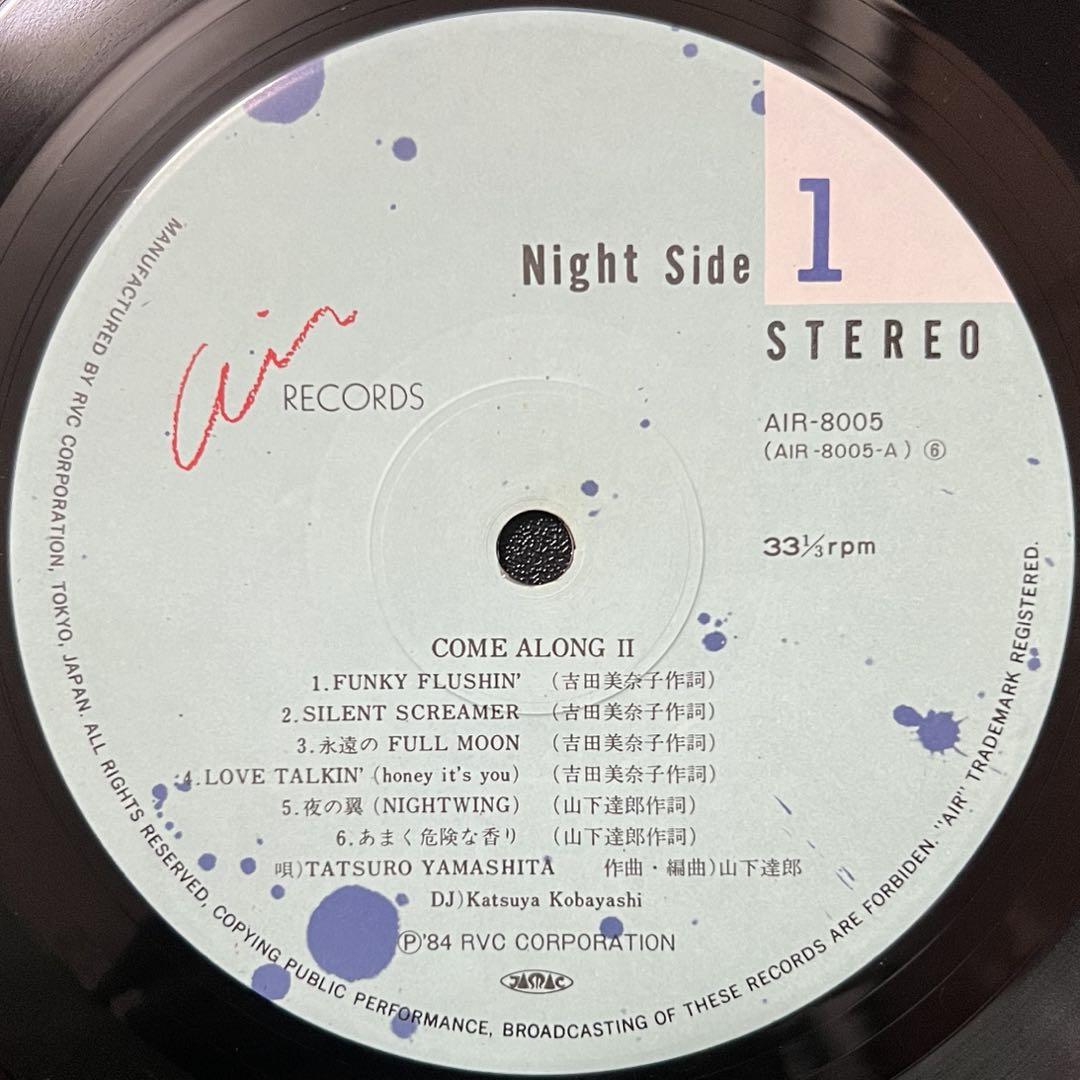 Night Side
1
STEREO
Air
RECORDS
AIR-8005
(AIR-8005-A) ⑥
33⅓rpm
COME ALONG II
1.FUNKY FLUSHIN' (吉田美奈子作詞)
2.SILENT SCREAMER (吉田美奈子作詞)
3.永遠の FULL MOON (吉田美奈子作詞)
4.LOVE TALKIN' (honey it's you) (吉田美奈子作詞)
5.夜の翼 (NIGHTWING) (山下達郎作詞)
6.あまく危険な香り (山下達郎作詞)
唄)TATSURO YAMASHITA 作曲・編曲)山下達郎
DJ)Katsuya Kobayashi
Ⓟ'84 RVC CORPORATION
JASRAC
MANUFACTURED BY RVC CORPORATION, TOKYO, JAPAN. ALL RIGHTS RESERVED, COPYING, PUBLIC PERFORMANCE, BROADCASTING OF THESE RECORDS ARE FORBIDEN. "AIR" TRADEMARK REGISTERED.